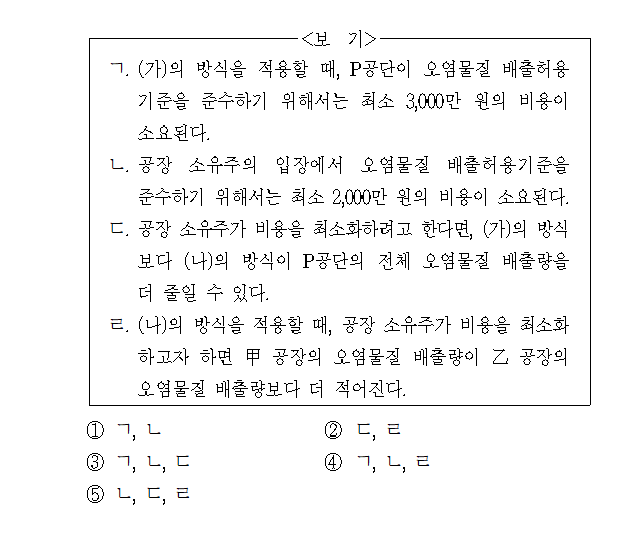 <보 기>
ㄱ. (가)의 방식을 적용할 때, P공단이 오염물질 배출허용
기준을 준수하기 위해서는 최소 3,000만 원의 비용이
소요된다.
ㄴ. 공장 소유주의 입장에서 오염물질 배출허용기준을
준수하기 위해서는 최소 2,000만 원의 비용이 소요된다.
ㄷ. 공장 소유주가 비용을 최소화하려고 한다면, (가)의 방식
보다 (나)의 방식이 P공단의 전체 오염물질 배출량을
더 줄일 수 있다.
ㄹ. (나)의 방식을 적용할 때, 공장 소유주가 비용을 최소화
하고자 하면 甲 공장의 오염물질 배출량이 乙 공장의
오염물질 배출량보다 더 적어진다.
① ㄱ, ㄴ ② ㄷ, ㄹ
③ ㄱ, ㄴ, ㄷ ④ ㄱ, ㄴ, ㄹ
⑤ ㄴ, ㄷ, ㄹ